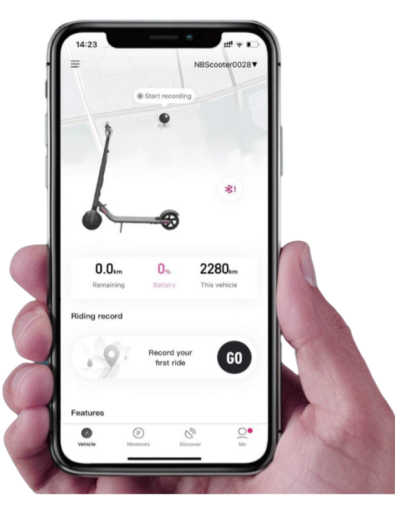 14:23
NBScooter0028▼
Start recording
0.0km
0%
2280km
Remaining
Battery
This vehicle
Riding record
Record your
first ride
GO
Features
Vehicle
Moments
Discover
Me